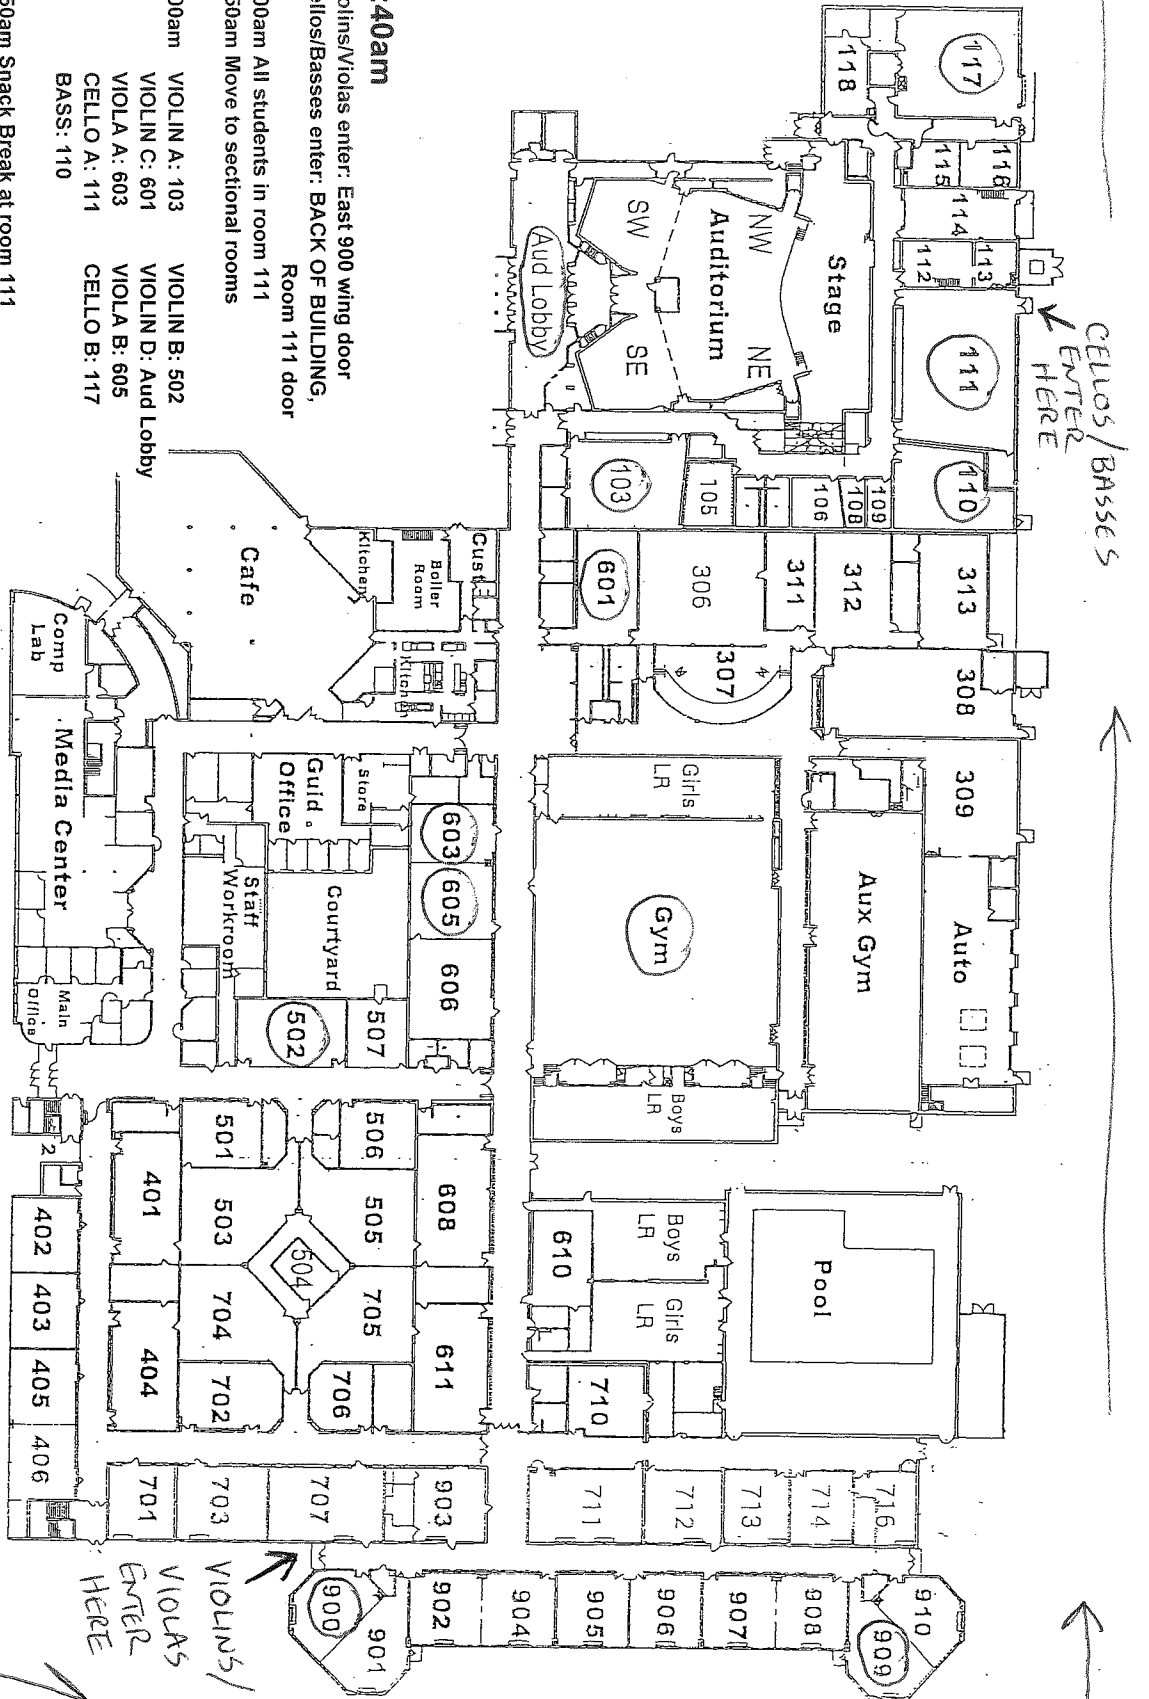 CELLOS/BASSES
ENTER
HERE
117
116
113
111
110
313
308
309
Auto
118
115
114
112
109
108
106
312
311
Aux Gym
Pool
716
910
909
Stage
NW
NE
Auditorium
SW
SE
Aud Lobby
105
103
306
307
601
Girls
LR
Gym
Boys
LR
Boys
LR
Girls
LR
610
710
714
713
712
711
908
907
906
905
904
902
901
900
Cust
Boiler
Room
Kitchen
Kitchen
Cafe
603
605
606
608
611
903
Store
Guid.
Office
Courtyard
507
502
Staff
Workroom
506
505
705
706
504
501
503
704
702
707
703
701
401
404
Comp
Lab
Media Center
Main
Office
2
402
403
405
406
VIOLINS/
VIOLAS
ENTER
HERE
:40am
olins/Violas enter: East 900 wing door
ellos/Basses enter: BACK OF BUILDING,
Room 111 door
00am All students in room 111
50am Move to sectional rooms
00am VIOLIN A: 103 VIOLIN B: 502
VIOLIN C: 601 VIOLIN D: Aud Lobby
VIOLA A: 603 VIOLA B: 605
CELLO A: 111 CELLO B: 117
BASS: 110
50am Snack Break at room 111